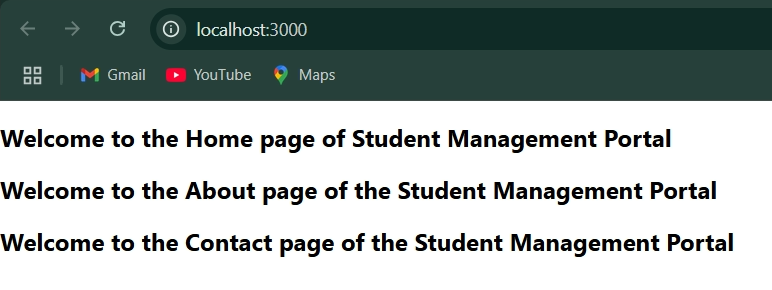 localhost:3000
Gmail YouTube Maps
Welcome to the Home page of Student Management Portal
Welcome to the About page of the Student Management Portal
Welcome to the Contact page of the Student Management Portal